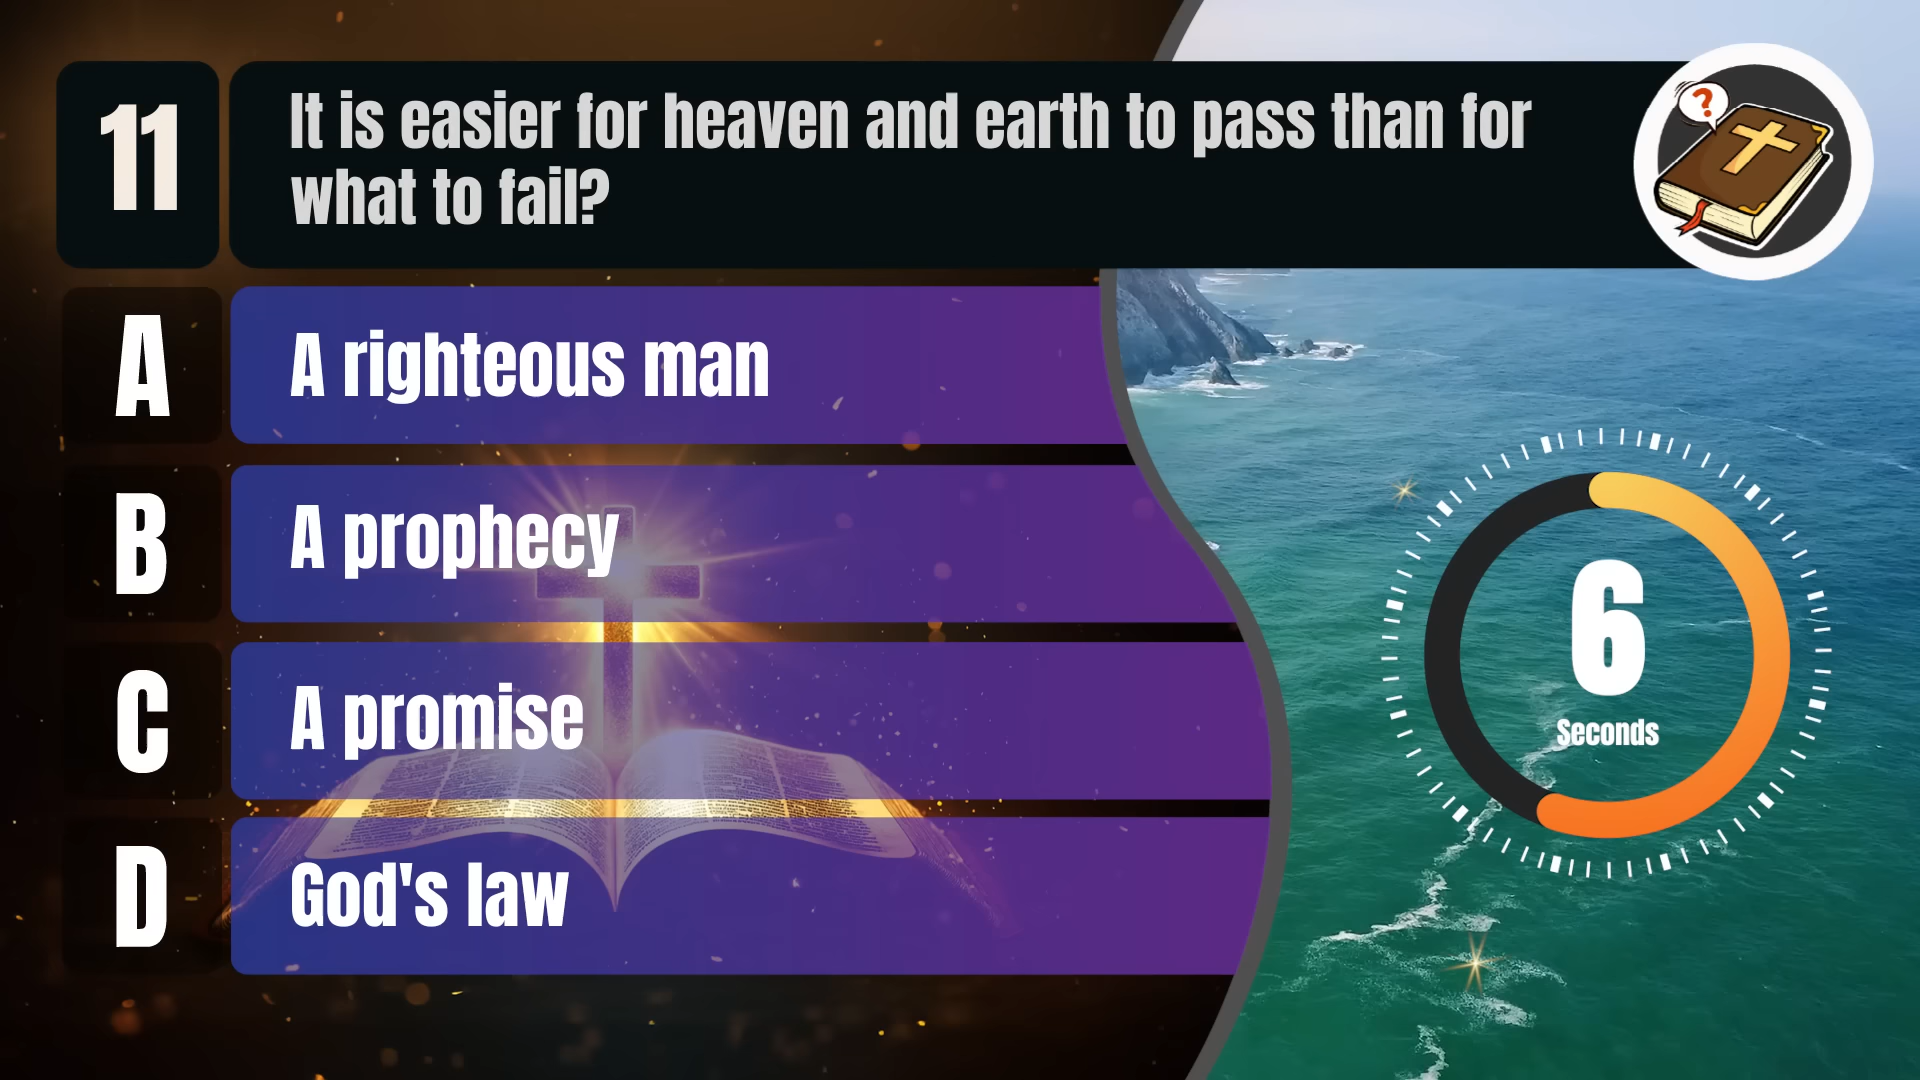 11
It is easier for heaven and earth to pass than for
what to fail?
?
A
A righteous man
B
A prophecy
C
A promise
D
God's law
6
Seconds